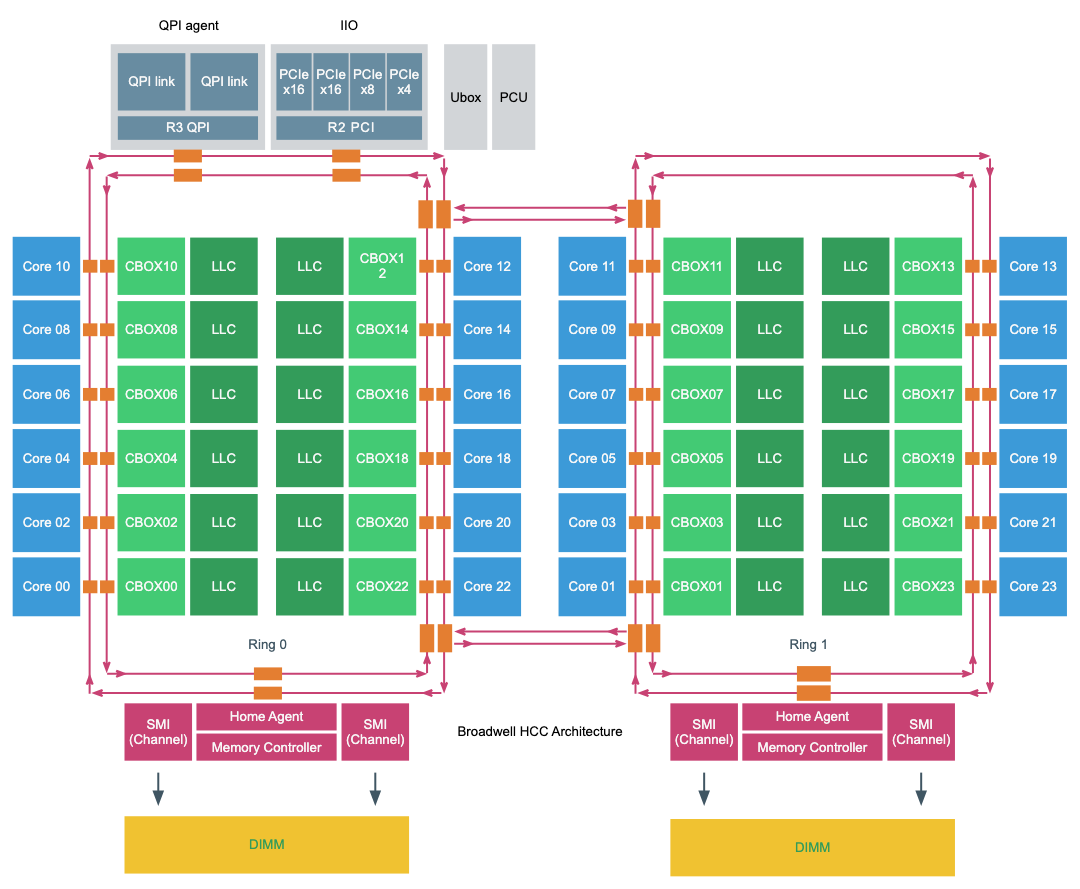 QPI agent
IIO
QPI link
QPI link
PCIe
x16
PCIe
x16
PCIe
x8
PCIe
x4
R3 QPI
R2 PCI
Ubox
PCU
Core 10
CBOX10
LLC
LLC
CBOX1
2
Core 12
Core 11
CBOX11
LLC
LLC
CBOX13
Core 13
Core 08
CBOX08
LLC
LLC
CBOX14
Core 14
Core 09
CBOX09
LLC
LLC
CBOX15
Core 15
Core 06
CBOX06
LLC
LLC
CBOX16
Core 16
Core 07
CBOX07
LLC
LLC
CBOX17
Core 17
Core 04
CBOX04
LLC
LLC
CBOX18
Core 18
Core 05
CBOX05
LLC
LLC
CBOX19
Core 19
Core 02
CBOX02
LLC
LLC
CBOX20
Core 20
Core 03
CBOX03
LLC
LLC
CBOX21
Core 21
Core 00
CBOX00
LLC
LLC
CBOX22
Core 22
Core 01
CBOX01
LLC
LLC
CBOX23
Core 23
Ring 0
Ring 1
SMI
(Channel)
Home Agent
Memory Controller
SMI
(Channel)
Broadwell HCC Architecture
SMI
(Channel)
Home Agent
Memory Controller
SMI
(Channel)
DIMM
DIMM